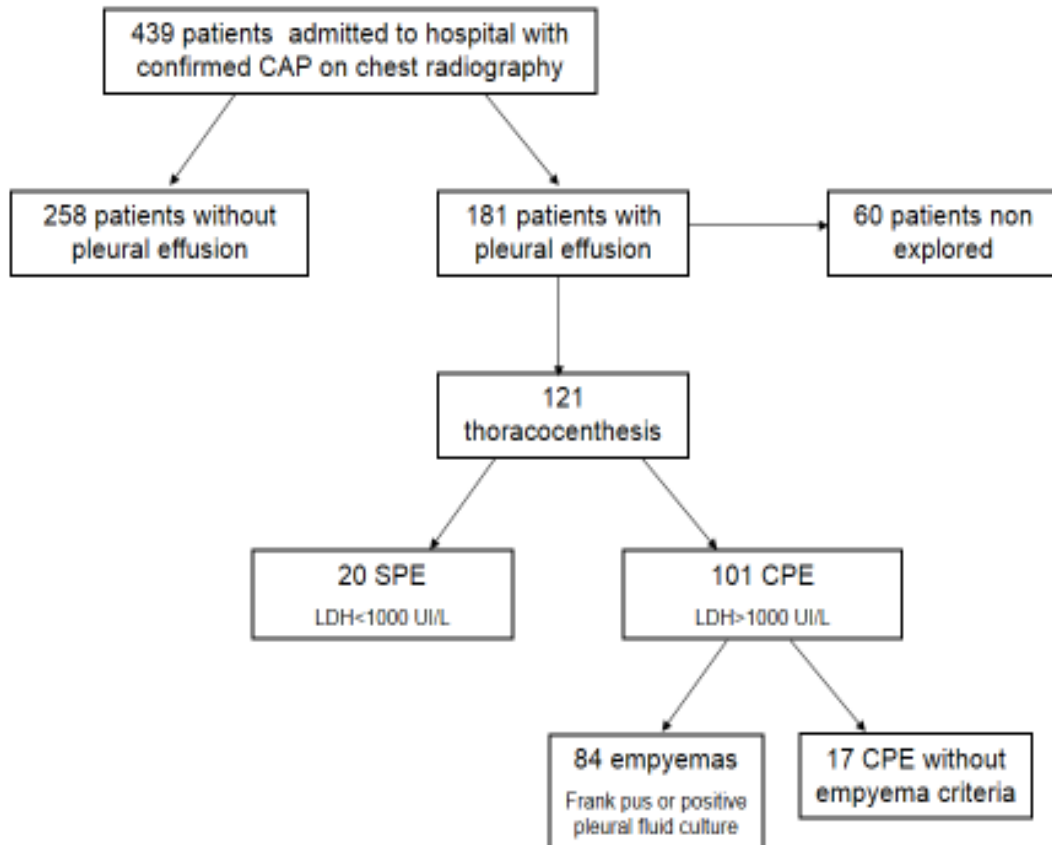 439 patients admitted to hospital with
confirmed CAP on chest radiography
258 patients without
pleural effusion
181 patients with
pleural effusion
60 patients non
explored
121
thoracocenthesis
20 SPE
LDH<1000 UI/L
101 CPE
LDH>1000 UI/L
84 empyemas
Frank pus or positive
pleural fluid culture
17 CPE without
empyema criteria